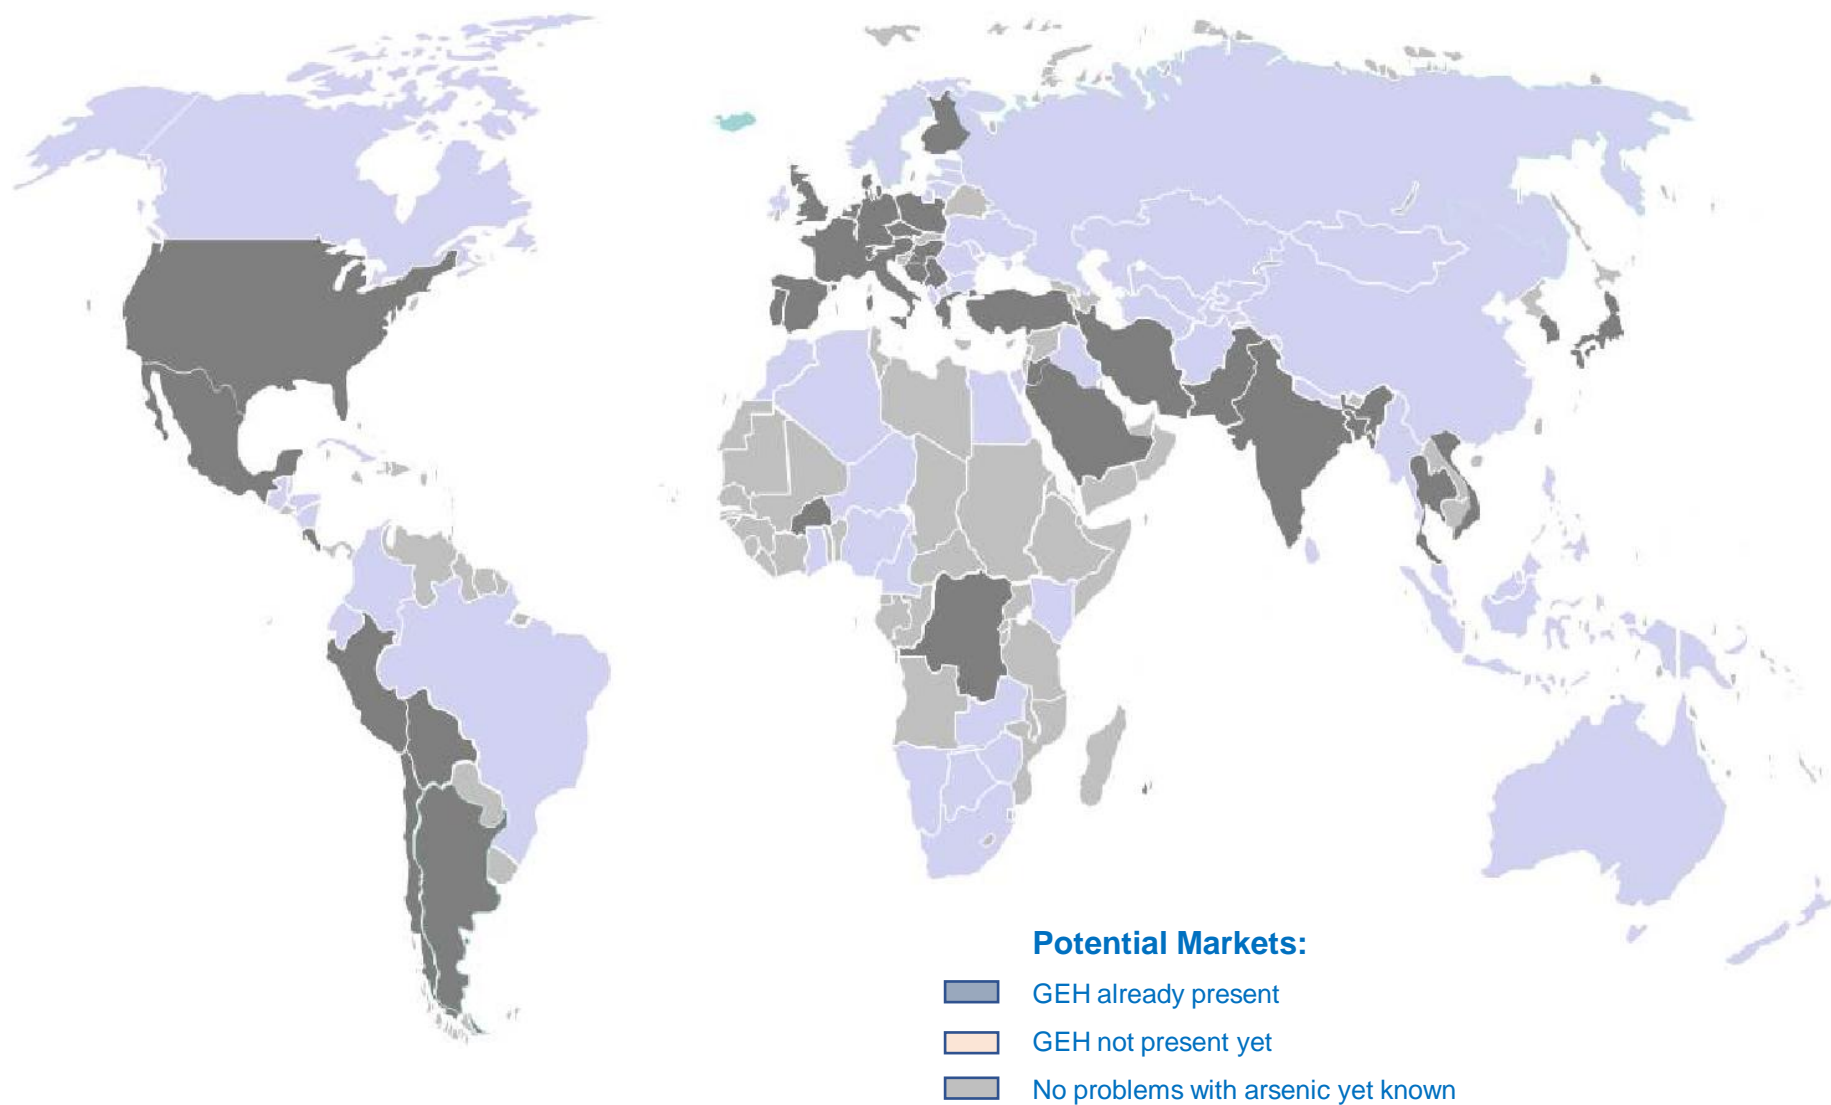 Potential Markets:
GEH already present
GEH not present yet
No problems with arsenic yet known